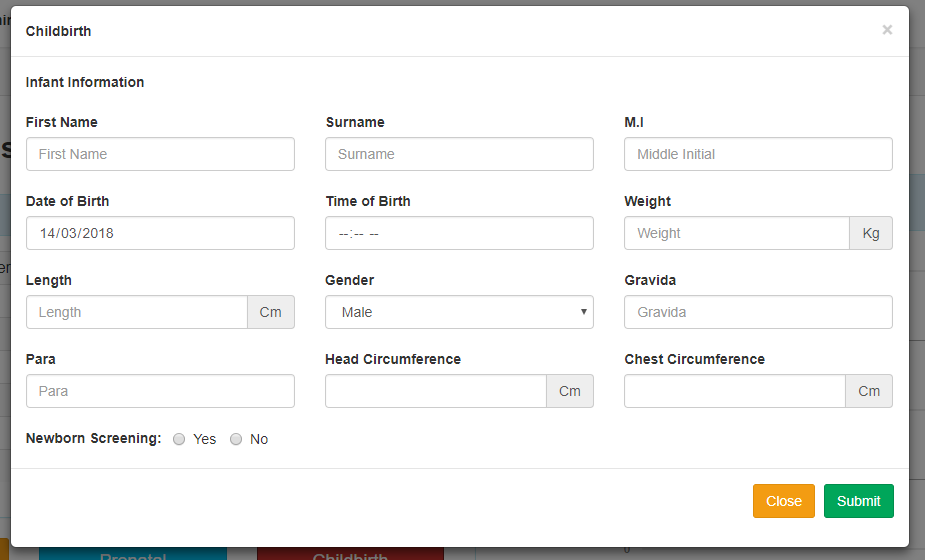 Childbirth ×
Infant Information
First Name Surname M.I
First Name Surname Middle Initial
Date of Birth Time of Birth Weight
14/03/2018 --:-- -- Weight Kg
Length Gender Gravida
Length Cm Male Gravida
Para Head Circumference Chest Circumference
Para Cm Cm
Newborn Screening: Yes No
Close Submit
Prenatal Childbirth